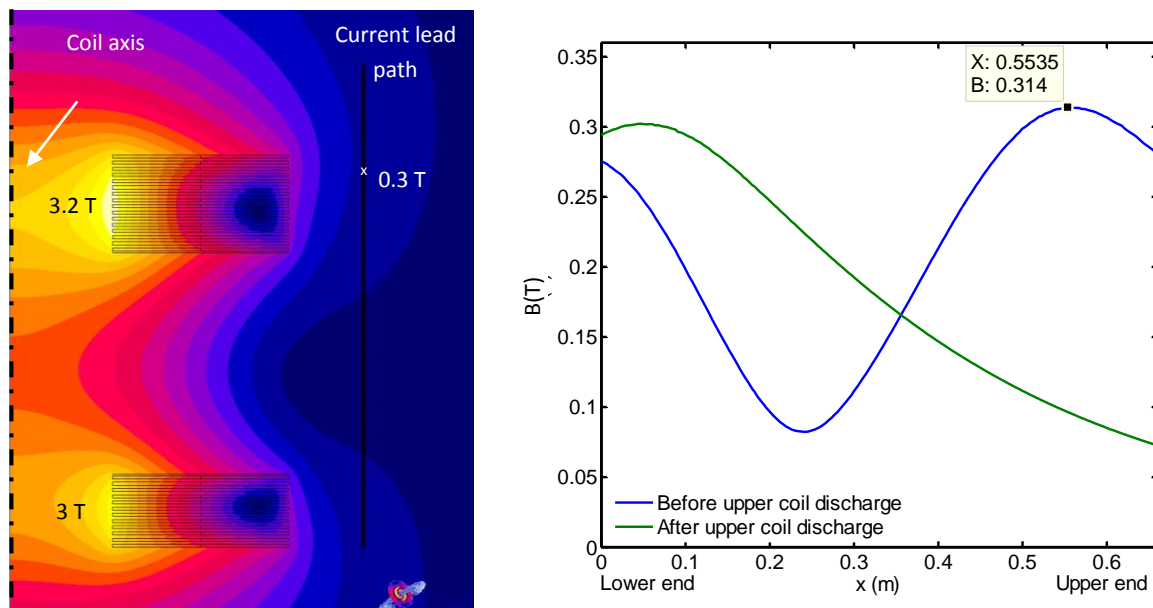 Coil axis
Current lead
path
x
0.3 T
3.2 T
3 T
0.35
0.3
0.25
0.2
0.15
0.1
0.05
0
B(T)
X: 0.5535
B: 0.314
Before upper coil discharge
After upper coil discharge
0 0.1 0.2 0.3 0.4 0.5 0.6
Lower end x (m) Upper end